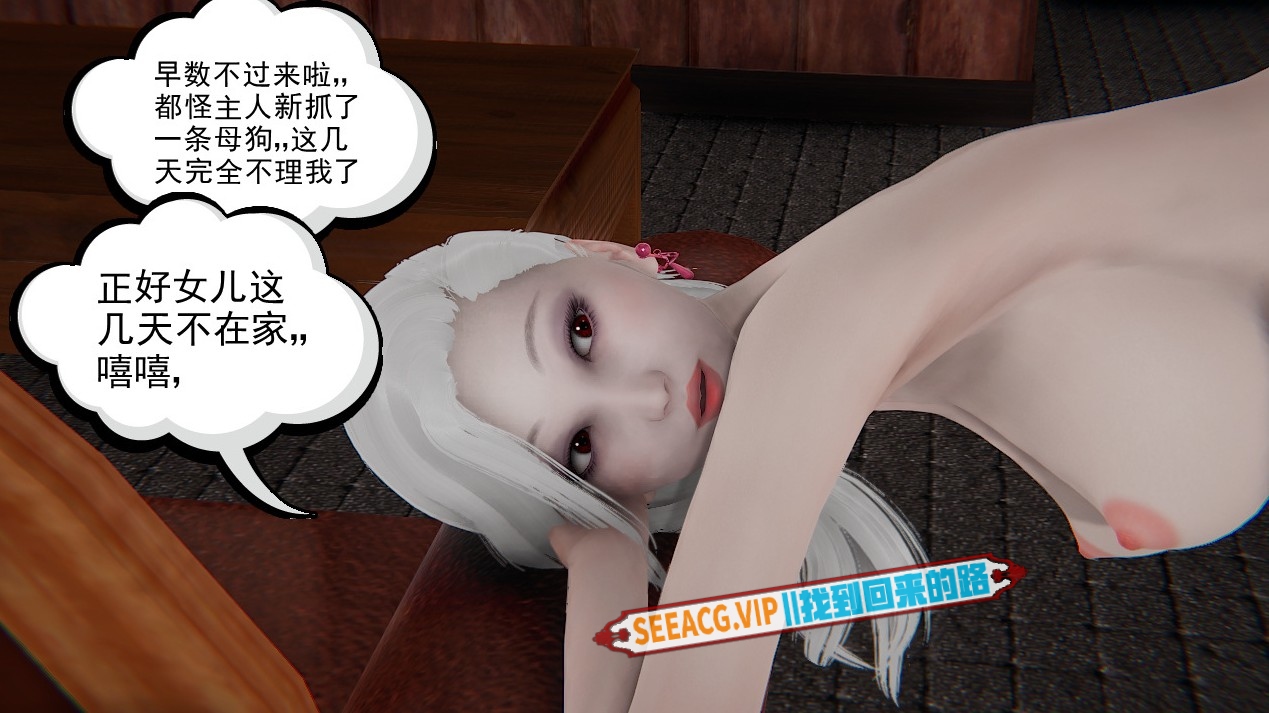 早数不过来啦,,
都怪主人新抓了
一条母狗,,这几
天完全不理我了
正好女儿这
几天不在家,,
嘻嘻,
SEEACG.VIP||找到回来的路